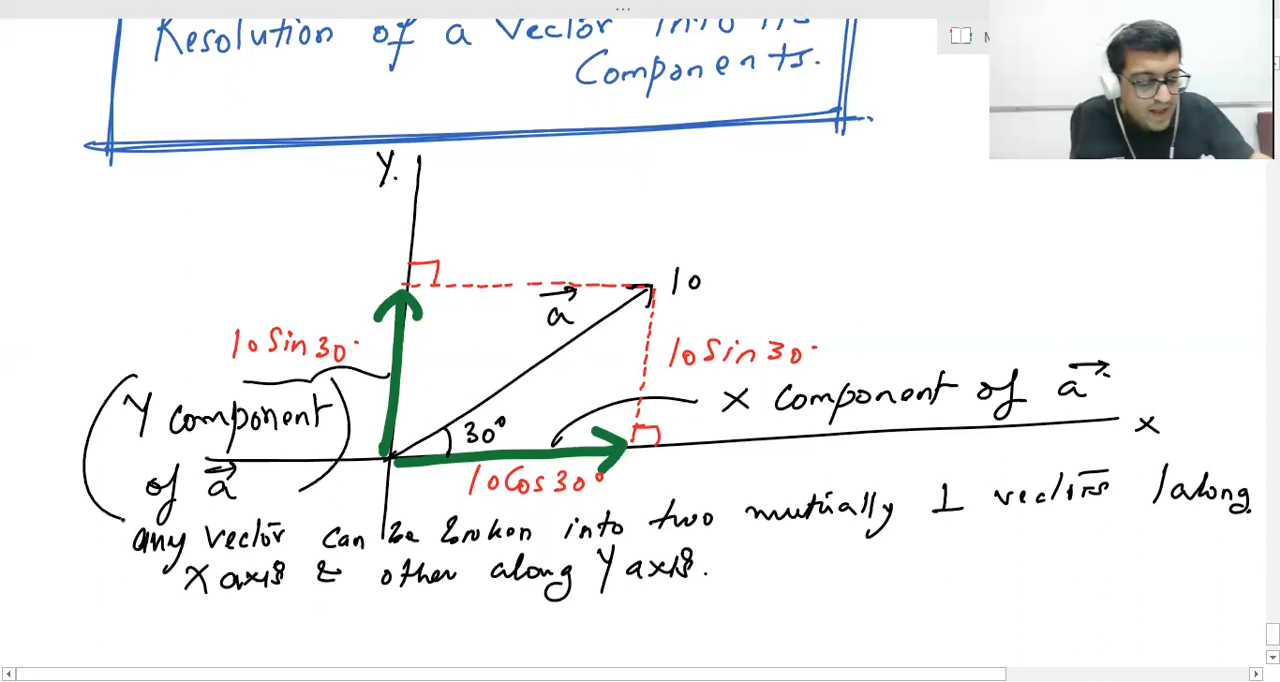 Resolution of a Vector into its
Components.
Y.
10
a
10 Sin 30°
10 Sin 30°
X component of a
Y component
of a
30°
x
10 Cos 30°
any vector can be broken into two mutually ⊥ vectors 1 along
X axis & other along Y axis.